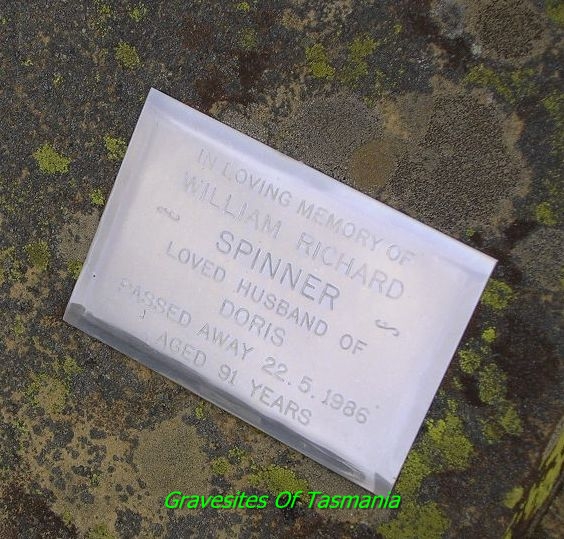 IN LOVING MEMORY OF
WILLIAM RICHARD
SPINNER
LOVED HUSBAND OF
DORIS
PASSED AWAY 22.5.1986
AGED 91 YEARS
Gravesites Of Tasmania